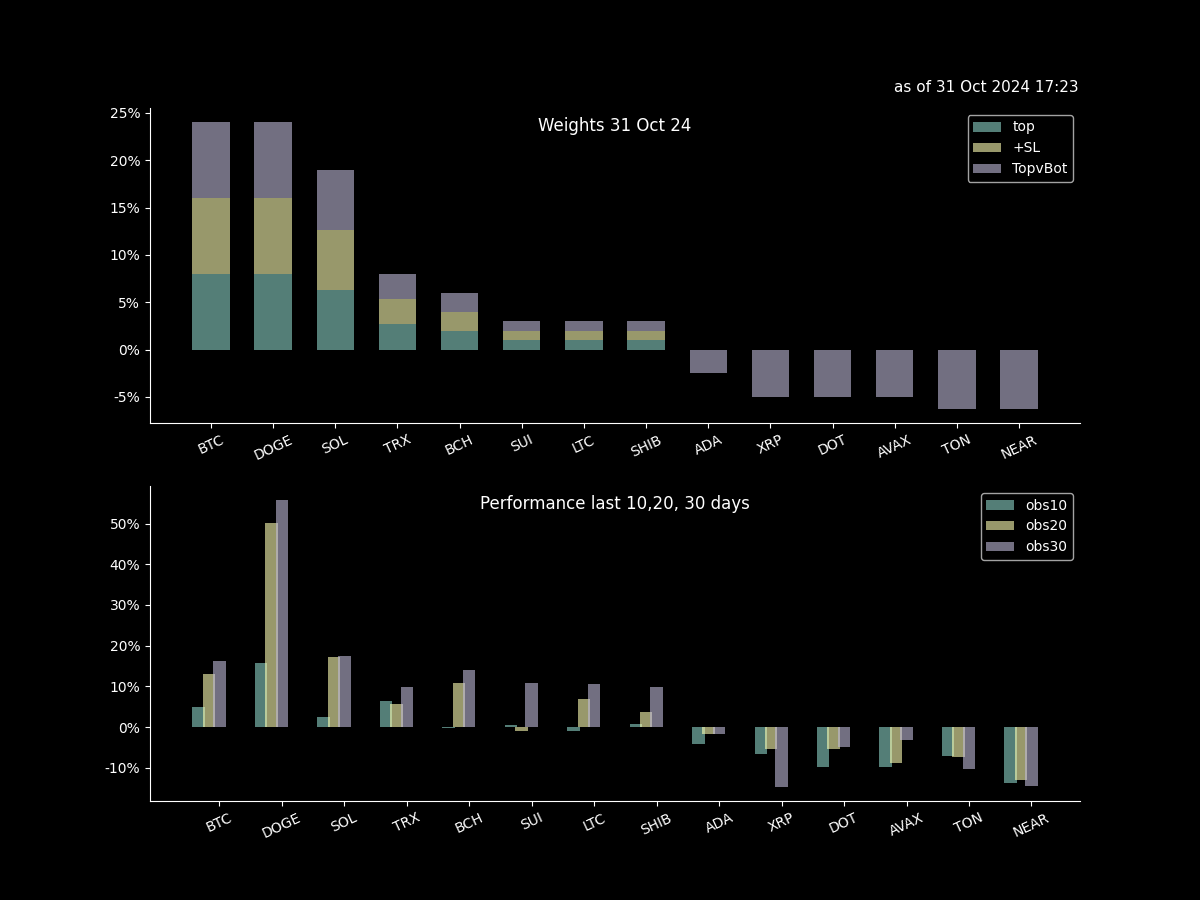 as of 31 Oct 2024 17:23
Weights 31 Oct 24
top
+SL
TopvBot
25%
20%
15%
10%
5%
0%
-5%
BTC DOGE SOL TRX BCH SUI LTC SHIB ADA XRP DOT AVAX TON NEAR
Performance last 10,20, 30 days
obs10
obs20
obs30
50%
40%
30%
20%
10%
0%
-10%
BTC DOGE SOL TRX BCH SUI LTC SHIB ADA XRP DOT AVAX TON NEAR